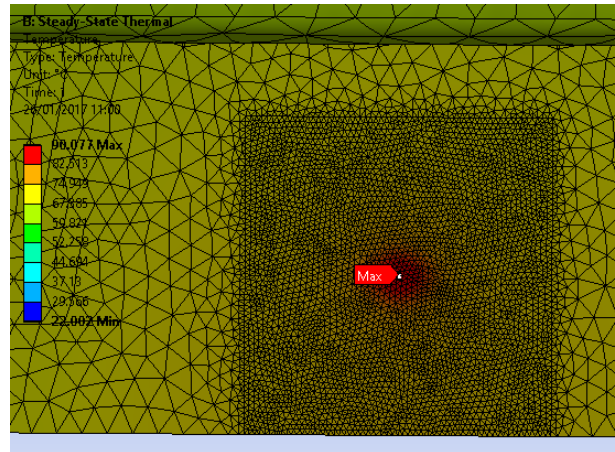 B: Steady-State Thermal
Temperature
Type: Temperature
Unit: °C
Time: 1
26/01/2017 11:00
90.077 Max
82.513
74.949
67.385
59.821
52.258
44.694
37.13
29.566
22.002 Min
Max